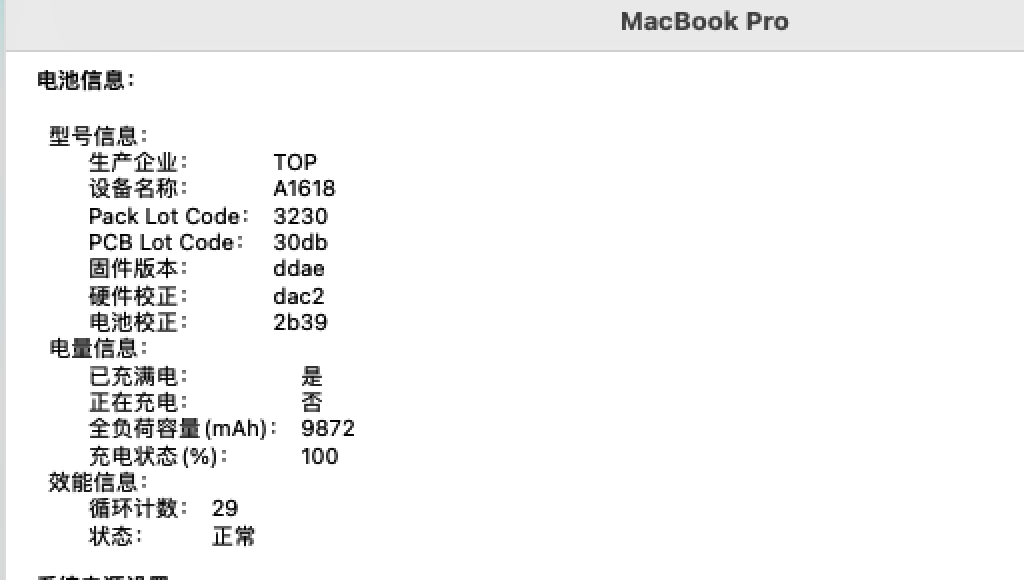 MacBook Pro
电池信息：
型号信息：
生产企业： TOP
设备名称： A1618
Pack Lot Code： 3230
PCB Lot Code： 30db
固件版本： ddae
硬件校正： dac2
电池校正： 2b39
电量信息：
已充满电： 是
正在充电： 否
全负荷容量 (mAh)： 9872
充电状态 (%)： 100
效能信息：
循环计数： 29
状态： 正常